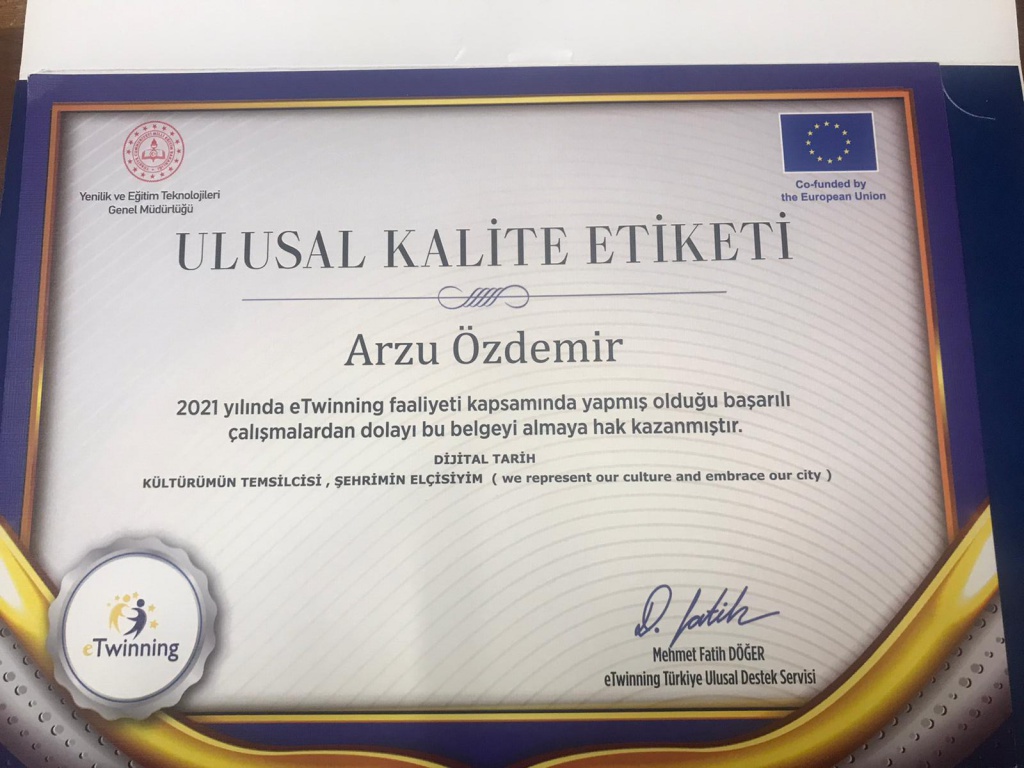 Yenilik ve Eğitim Teknolojileri
Genel Müdürlüğü
Co-funded by
the European Union
ULUSAL KALİTE ETİKETİ
Arzu Özdemir
2021 yılında eTwinning faaliyeti kapsamında yapmış olduğu başarılı
çalışmalardan dolayı bu belgeyi almaya hak kazanmıştır.
DİJİTAL TARİH
KÜLTÜRÜMÜN TEMSİLCİSİ , ŞEHRİMİN ELÇİSİYİM ( we represent our culture and embrace our city )
eTwinning
D. fatih
Mehmet Fatih DÖĞER
eTwinning Türkiye Ulusal Destek Servisi